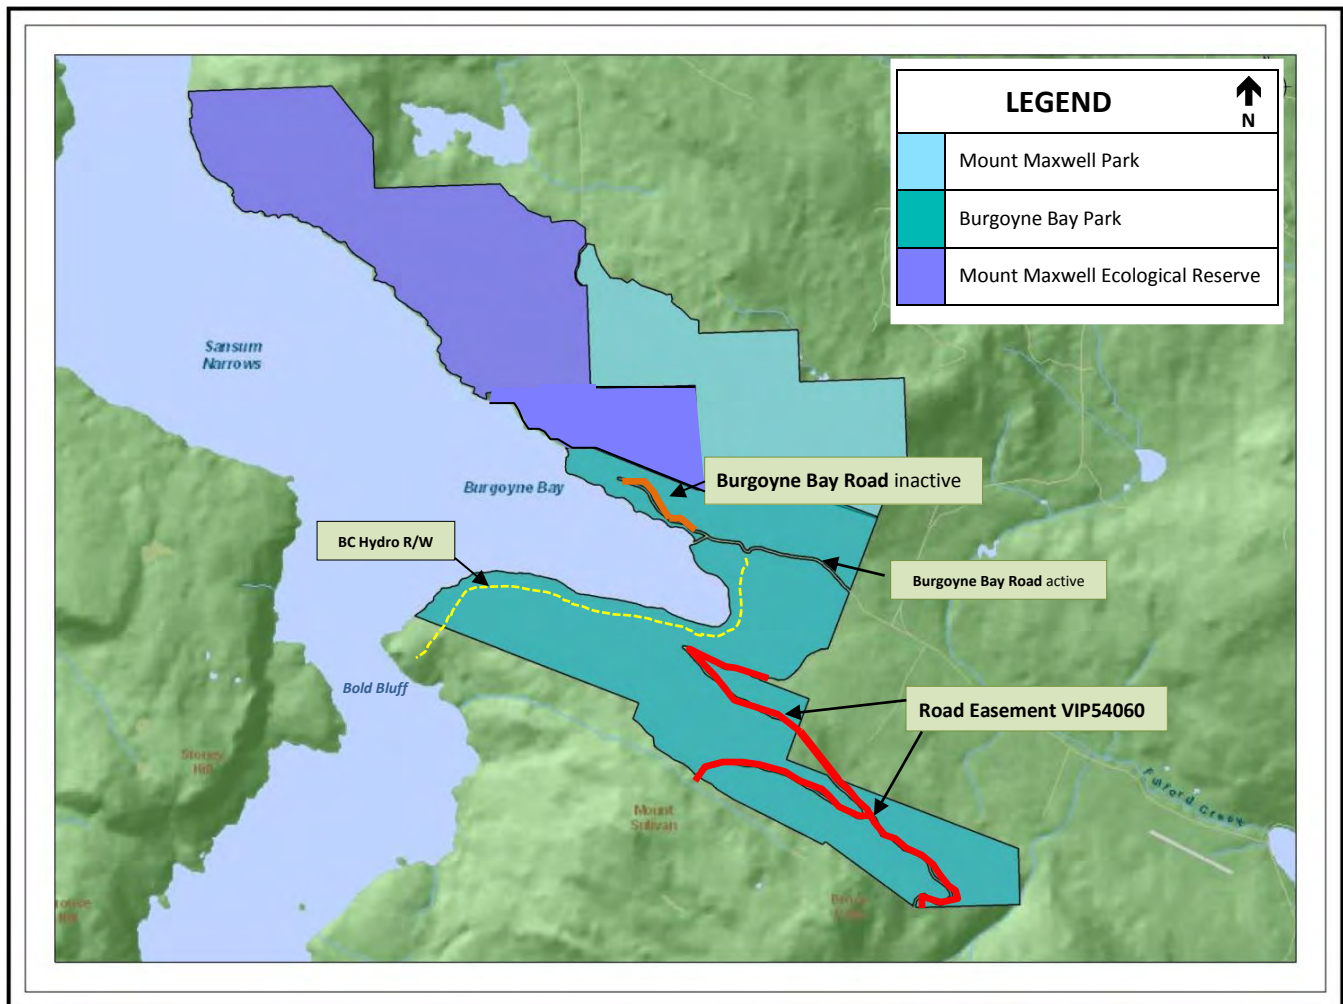 LEGEND
N
Mount Maxwell Park
Burgoyne Bay Park
Mount Maxwell Ecological Reserve
Sansum
Narrows
Burgoyne Bay
Burgoyne Bay Road inactive
BC Hydro R/W
Burgoyne Bay Road active
Bold Bluff
Road Easement VIP54060
Stoney
Hill
Mount
Sullivan
Fulford Creek